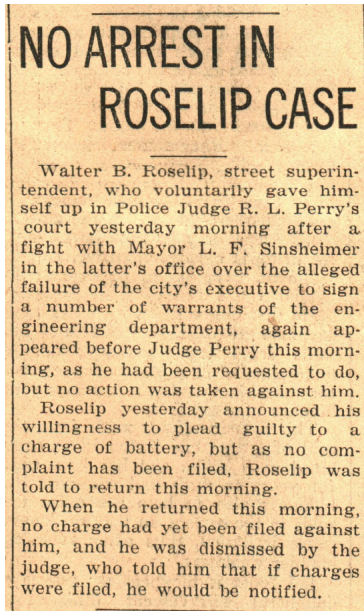 NO ARREST IN
ROSELIP CASE
Walter B. Roselip, street superin-
tendent, who voluntarily gave him-
self up in Police Judge R. L. Perry's
court yesterday morning after a
fight with Mayor L. F. Sinsheimer
in the latter's office over the alleged
failure of the city's executive to sign
a number of warrants of the en-
gineering department, again ap-
peared before Judge Perry this morn-
ing, as he had been requested to do,
but no action was taken against him.
Roselip yesterday announced his
willingness to plead guilty to a
charge of battery, but as no com-
plaint has been filed, Roselip was
told to return this morning.
When he returned this morning,
no charge had yet been filed against
him, and he was dismissed by the
judge, who told him that if charges
were filed, he would be notified.